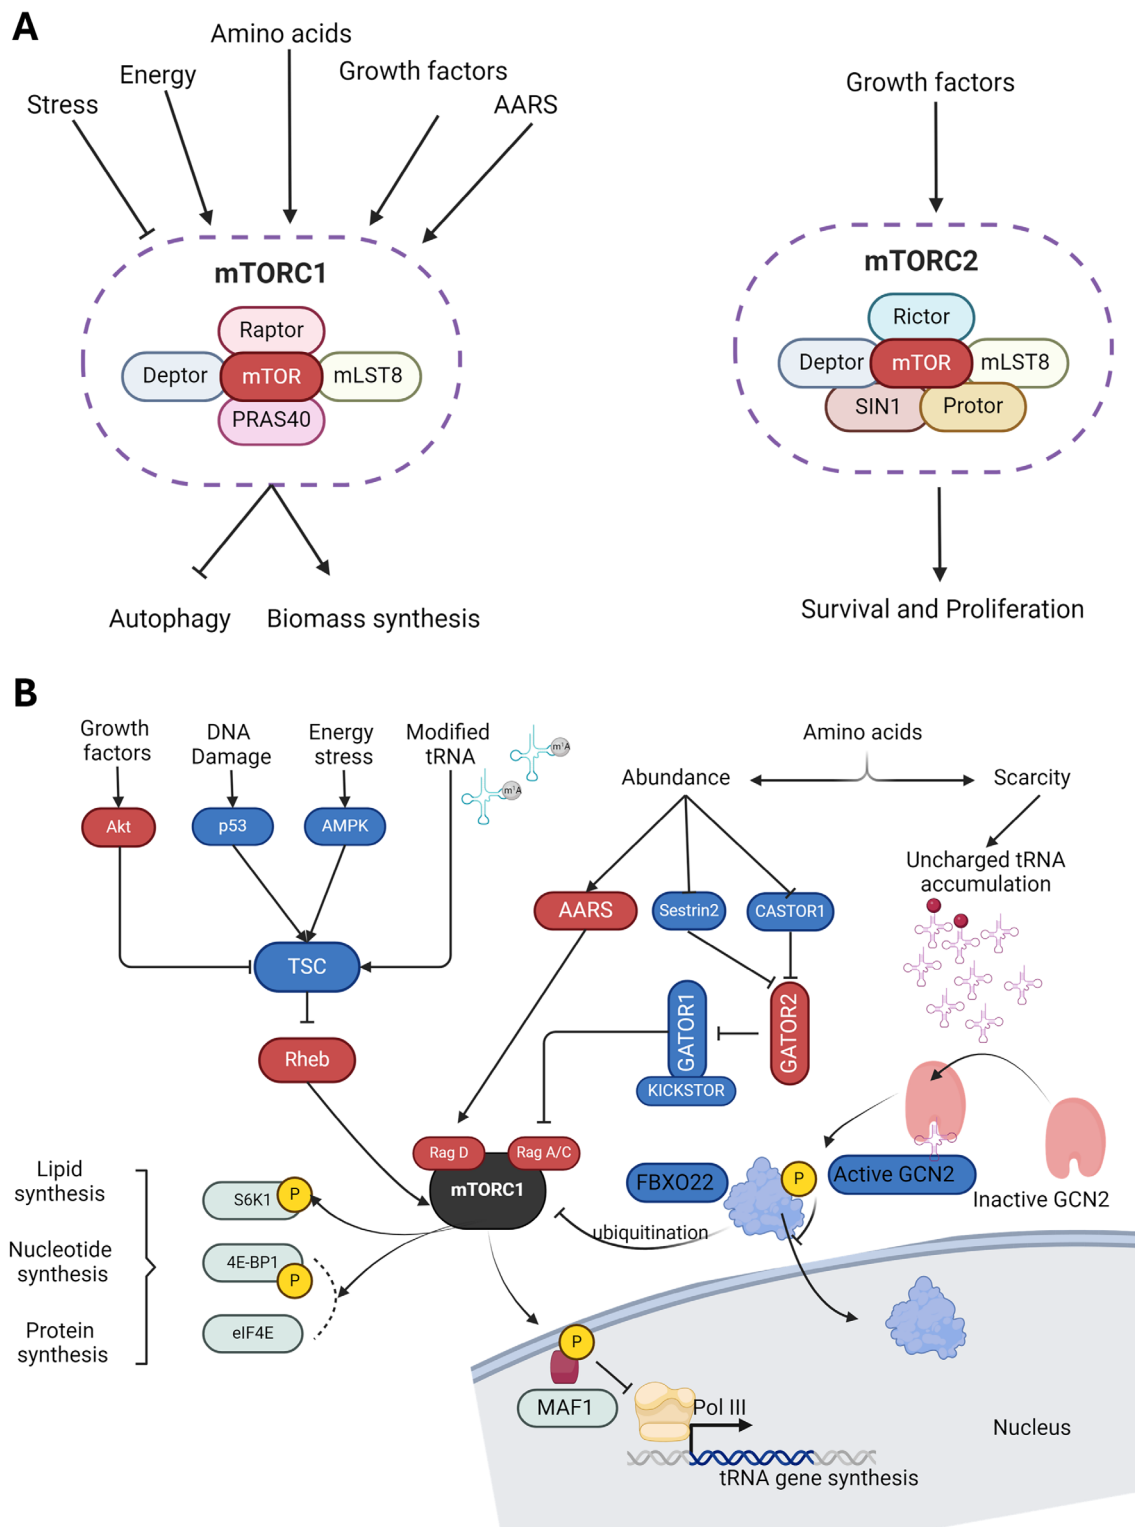 A
Amino acids
Energy
Growth factors
Stress
AARS
Growth factors
mTORC1
Raptor
Deptor
mTOR
mLST8
PRAS40
mTORC2
Rictor
Deptor
mTOR
mLST8
SIN1
Protor
Autophagy
Biomass synthesis
Survival and Proliferation
B
Growth
factors
DNA
Damage
Energy
stress
Modified
tRNA
m¹A
m¹A
Amino acids
Abundance
Scarcity
Akt
p53
AMPK
Uncharged tRNA
accumulation
AARS
Sestrin2
CASTOR1
TSC
GATOR1
GATOR2
KICKSTOR
Rheb
Rag D
Rag A/C
mTORC1
FBXO22
P
Active GCN2
Inactive GCN2
ubiquitination
Lipid
synthesis
Nucleotide
synthesis
Protein
synthesis
S6K1
P
4E-BP1
P
eIF4E
P
MAF1
Pol III
tRNA gene synthesis
Nucleus